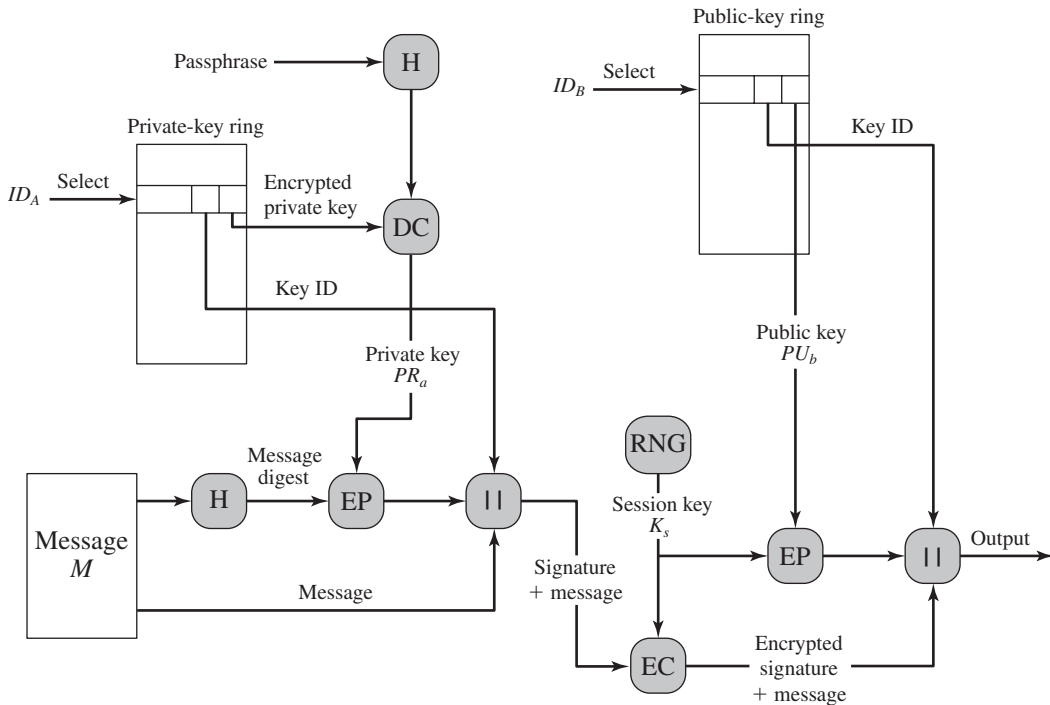 Public-key ring
Passphrase
H
ID_B
Select
Private-key ring
Key ID
ID_A
Select
Encrypted
private key
DC
Key ID
Private key
PR_a
Public key
PU_b
RNG
Message
digest
Session key
K_s
Message
M
H
EP
||
EP
||
Output
Signature
+ message
Message
EC
Encrypted
signature
+ message